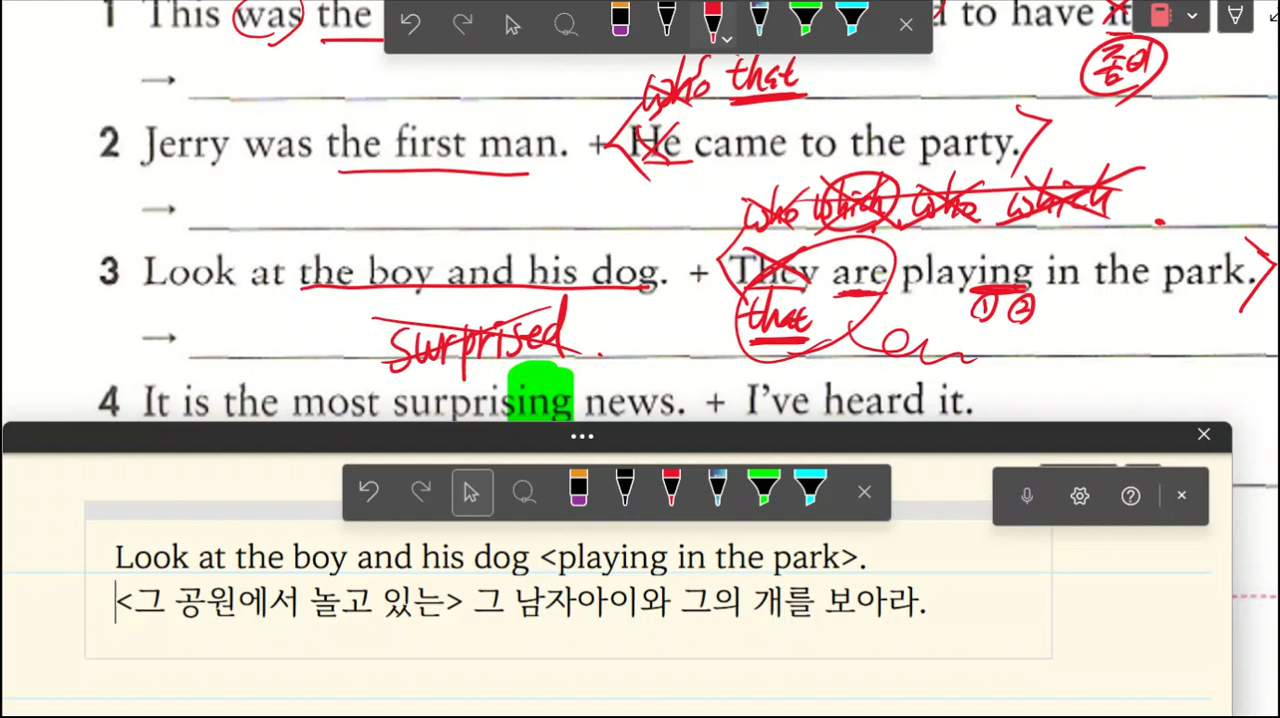 1 This was the to have it
종이
→
who that
2 Jerry was the first man. + He came to the party.
→
who which who which.
3 Look at the boy and his dog. + They are playing in the park.
that
① ②
→
surprised.
4 It is the most surprising news. + I've heard it.
Look at the boy and his dog <playing in the park>.
<그 공원에서 놀고 있는> 그 남자아이와 그의 개를 보아라.